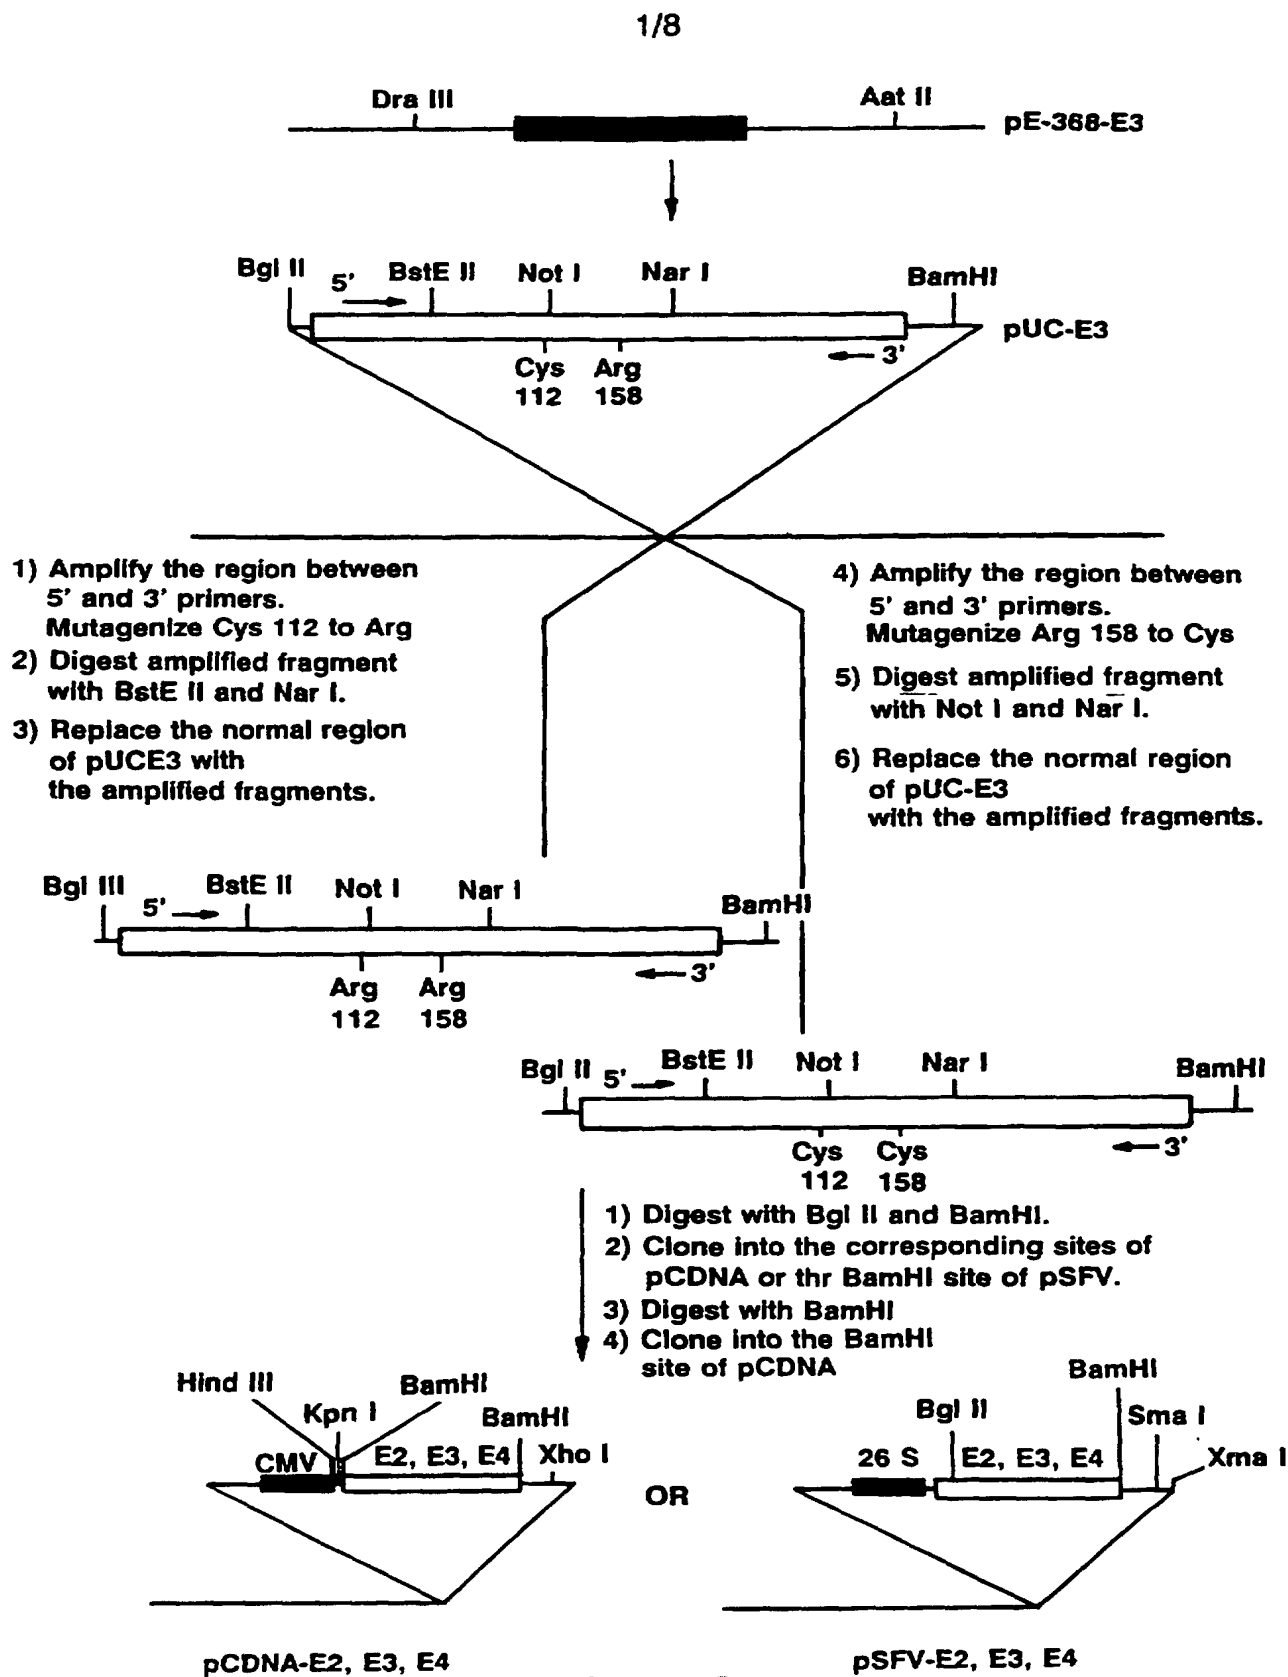 1/8
Dra III
Aat II
pE-368-E3
Bgl II
5'
BstE II
Not I
Nar I
BamHI
pUC-E3
3'
Cys
112
Arg
158
1) Amplify the region between
5' and 3' primers.
Mutagenize Cys 112 to Arg
2) Digest amplified fragment
with BstE II and Nar I.
3) Replace the normal region
of pUCE3 with
the amplified fragments.
4) Amplify the region between
5' and 3' primers.
Mutagenize Arg 158 to Cys
5) Digest amplified fragment
with Not I and Nar I.
6) Replace the normal region
of pUC-E3
with the amplified fragments.
Bgl III
5'
BstE II
Not I
Nar I
BamHI
3'
Arg
112
Arg
158
Bgl II
5'
BstE II
Not I
Nar I
BamHI
3'
Cys
112
Cys
158
1) Digest with Bgl II and BamHI.
2) Clone into the corresponding sites of
pCDNA or thr BamHI site of pSFV.
3) Digest with BamHI
4) Clone into the BamHI
site of pCDNA
Hind III
Kpn I
BamHI
BamHI
CMV
E2, E3, E4
Xho I
OR
BamHI
Bgl II
Sma I
26 S
E2, E3, E4
Xma I
pCDNA-E2, E3, E4
pSFV-E2, E3, E4